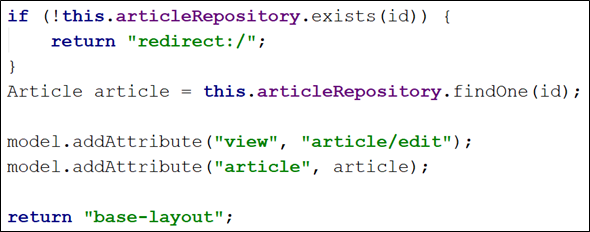 if (!this.articleRepository.exists(id)) {
    return "redirect:/";
}
Article article = this.articleRepository.findOne(id);

model.addAttribute("view", "article/edit");
model.addAttribute("article", article);

return "base-layout";